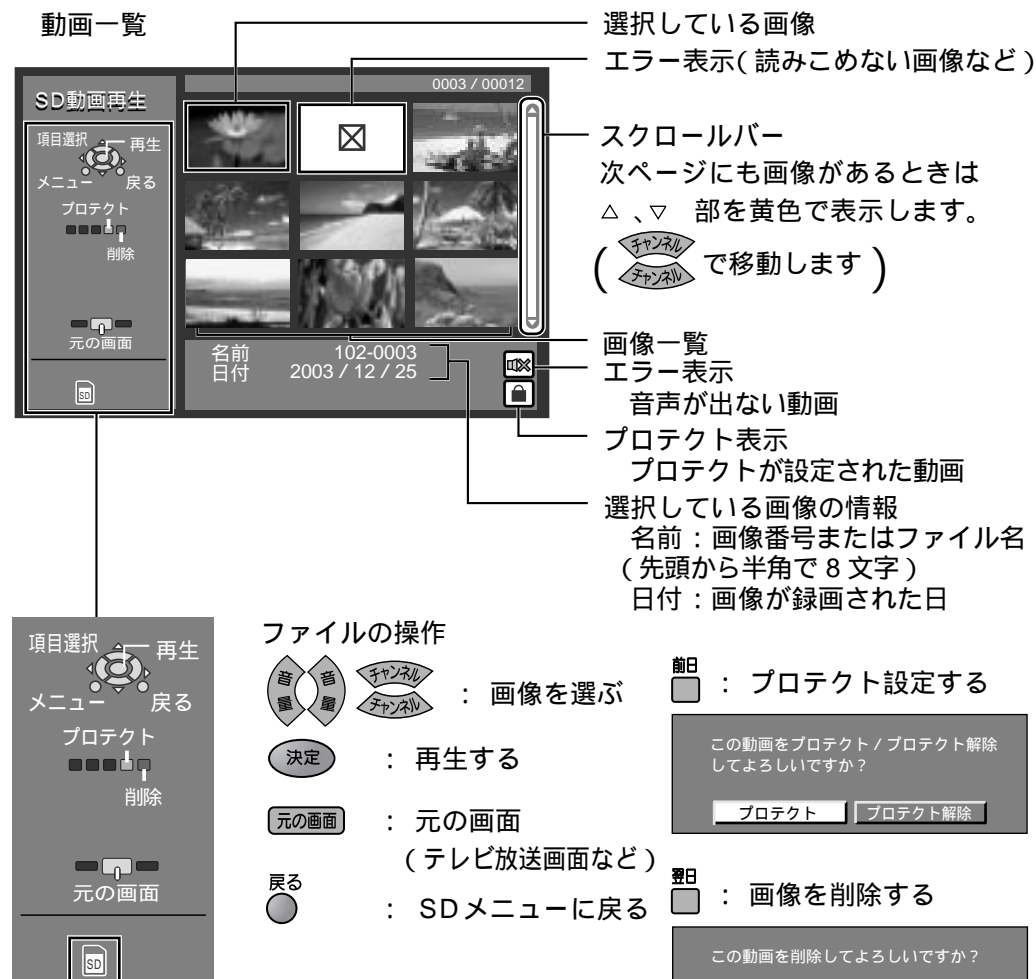 動画一覧
選択している画像
エラー表示(読みこめない画像など)
SD動画再生
0003 / 00012
項目選択
再生
メニュー
戻る
プロテクト
削除
元の画面
SD
スクロールバー
次ページにも画像があるときは
△、▽ 部を黄色で表示します。
(チャンネル
チャンネル で移動します)
名前 102-0003
日付 2003 / 12 / 25
画像一覧
エラー表示
音声が出ない動画
プロテクト表示
プロテクトが設定された動画
選択している画像の情報
名前:画像番号またはファイル名
(先頭から半角で8文字)
日付:画像が録画された日
項目選択
再生
メニュー
戻る
プロテクト
削除
元の画面
SD
ファイルの操作
音量 音量 チャンネル チャンネル : 画像を選ぶ
決定 : 再生する
元の画面 : 元の画面
(テレビ放送画面など)
戻る : SDメニューに戻る
前日 : プロテクト設定する
この動画をプロテクト / プロテクト解除
してよろしいですか?
プロテクト プロテクト解除
翌日 : 画像を削除する
この動画を削除してよろしいですか?